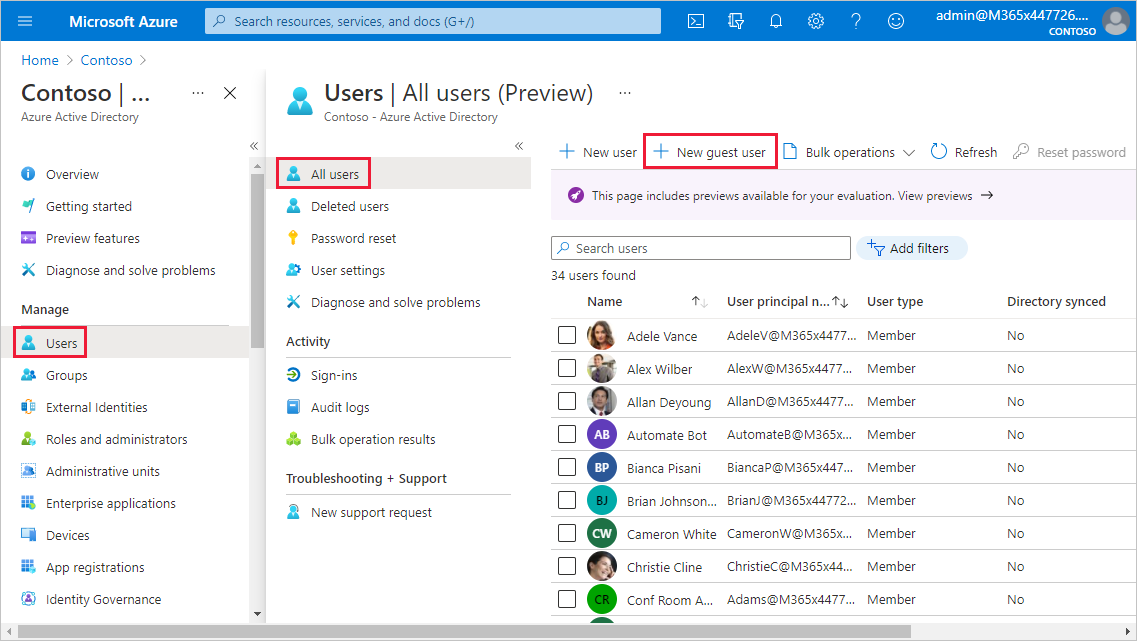 Microsoft Azure
Search resources, services, and docs (G+/)
admin@M365x447726....
CONTOSO
Home > Contoso >
Contoso | ...
Azure Active Directory
Overview
Getting started
Preview features
Diagnose and solve problems
Manage
Users
Groups
External Identities
Roles and administrators
Administrative units
Enterprise applications
Devices
App registrations
Identity Governance
Users | All users (Preview)
Contoso - Azure Active Directory
All users
Deleted users
Password reset
User settings
Diagnose and solve problems
Activity
Sign-ins
Audit logs
Bulk operation results
Troubleshooting + Support
New support request
New user New guest user Bulk operations Refresh Reset password
This page includes previews available for your evaluation. View previews
Search users Add filters
34 users found
Name User principal n... User type Directory synced
Adele Vance AdeleV@M365x4477... Member No
Alex Wilber AlexW@M365x4477... Member No
Allan Deyoung AllanD@M365x4477... Member No
AB Automate Bot AutomateB@M365x... Member No
BP Bianca Pisani BiancaP@M365x447... Member No
BJ Brian Johnson... BrianJ@M365x44772... Member No
CW Cameron White CameronW@M365x... Member No
Christie Cline ChristieC@M365x44... Member No
CR Conf Room A... Adams@M365x4477... Member No